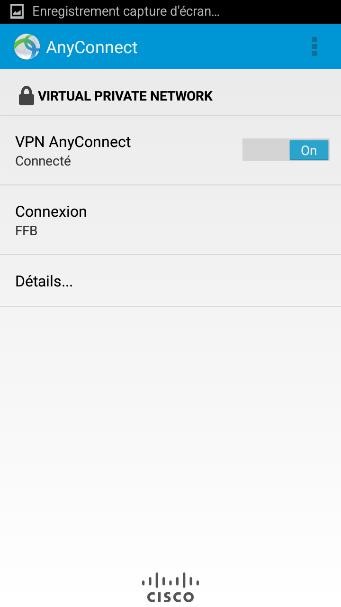 Enregistrement capture d'écran...
AnyConnect
VIRTUAL PRIVATE NETWORK
VPN AnyConnect
On
Connecté
Connexion
FFB
Détails...
CISCO